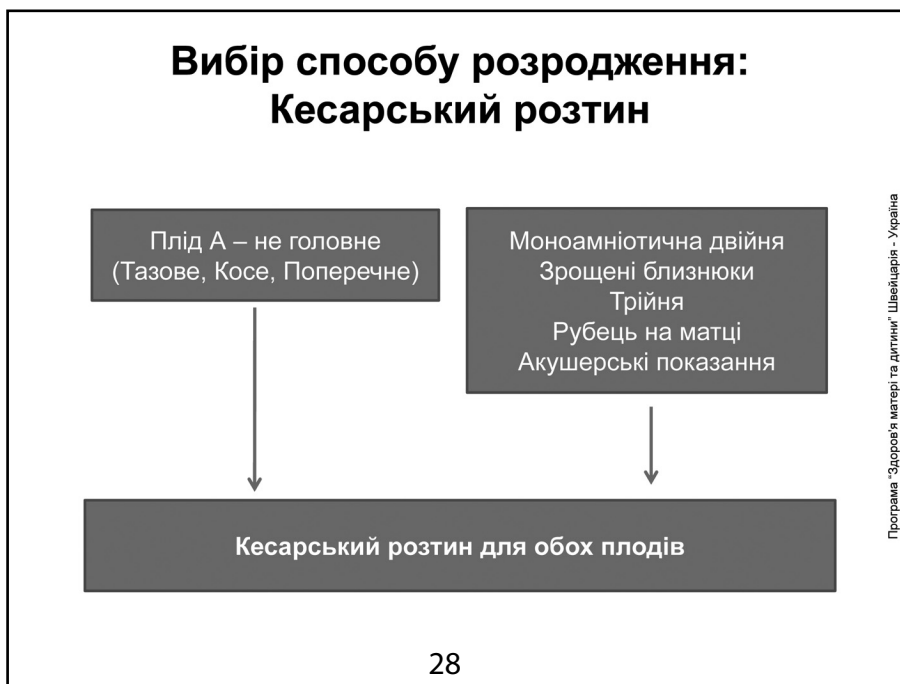 Вибір способу розродження:
Кесарський розтин
Плід А – не головне
(Тазове, Косе, Поперечне)
Моноамніотична двійня
Зрощені близнюки
Трійня
Рубець на матці
Акушерські показання
Кесарський розтин для обох плодів
Програма "Здоров'я матері та дитини" Швейцарія - Україна
28